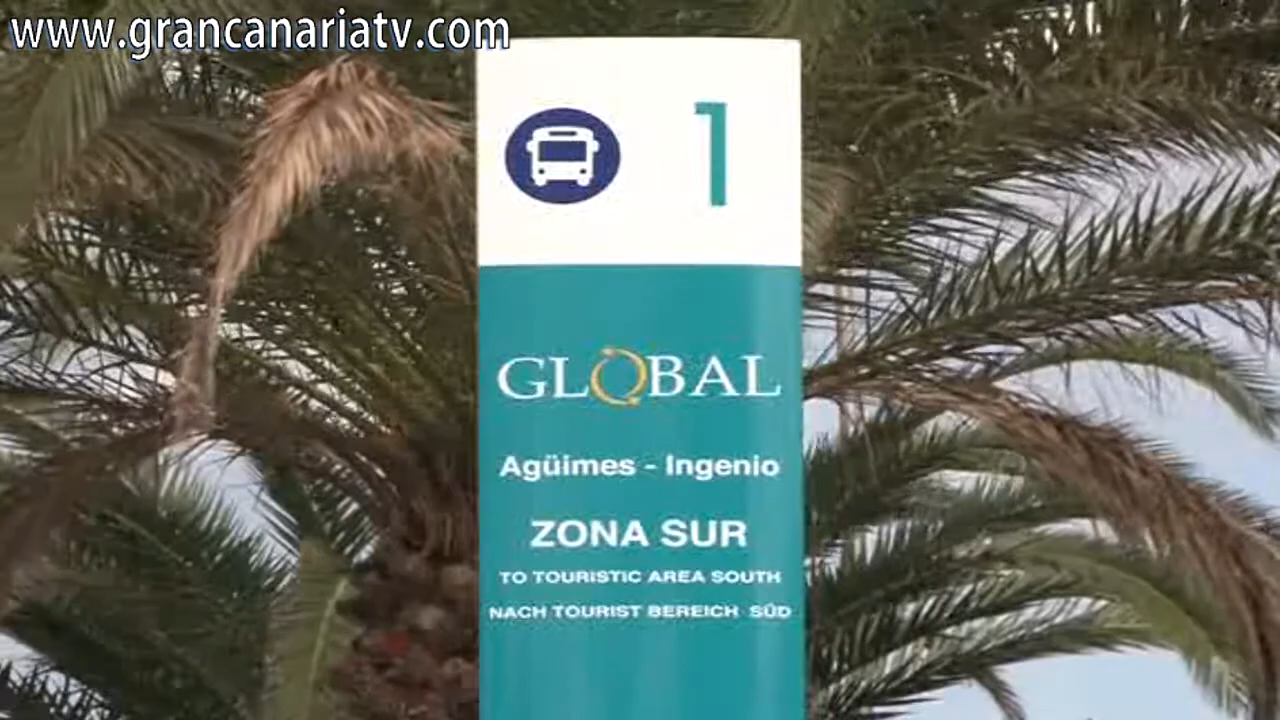 www.grancanariatv.com
1
GLOBAL
Agüimes - Ingenio
ZONA SUR
TO TOURISTIC AREA SOUTH
NACH TOURIST BEREICH SÜD